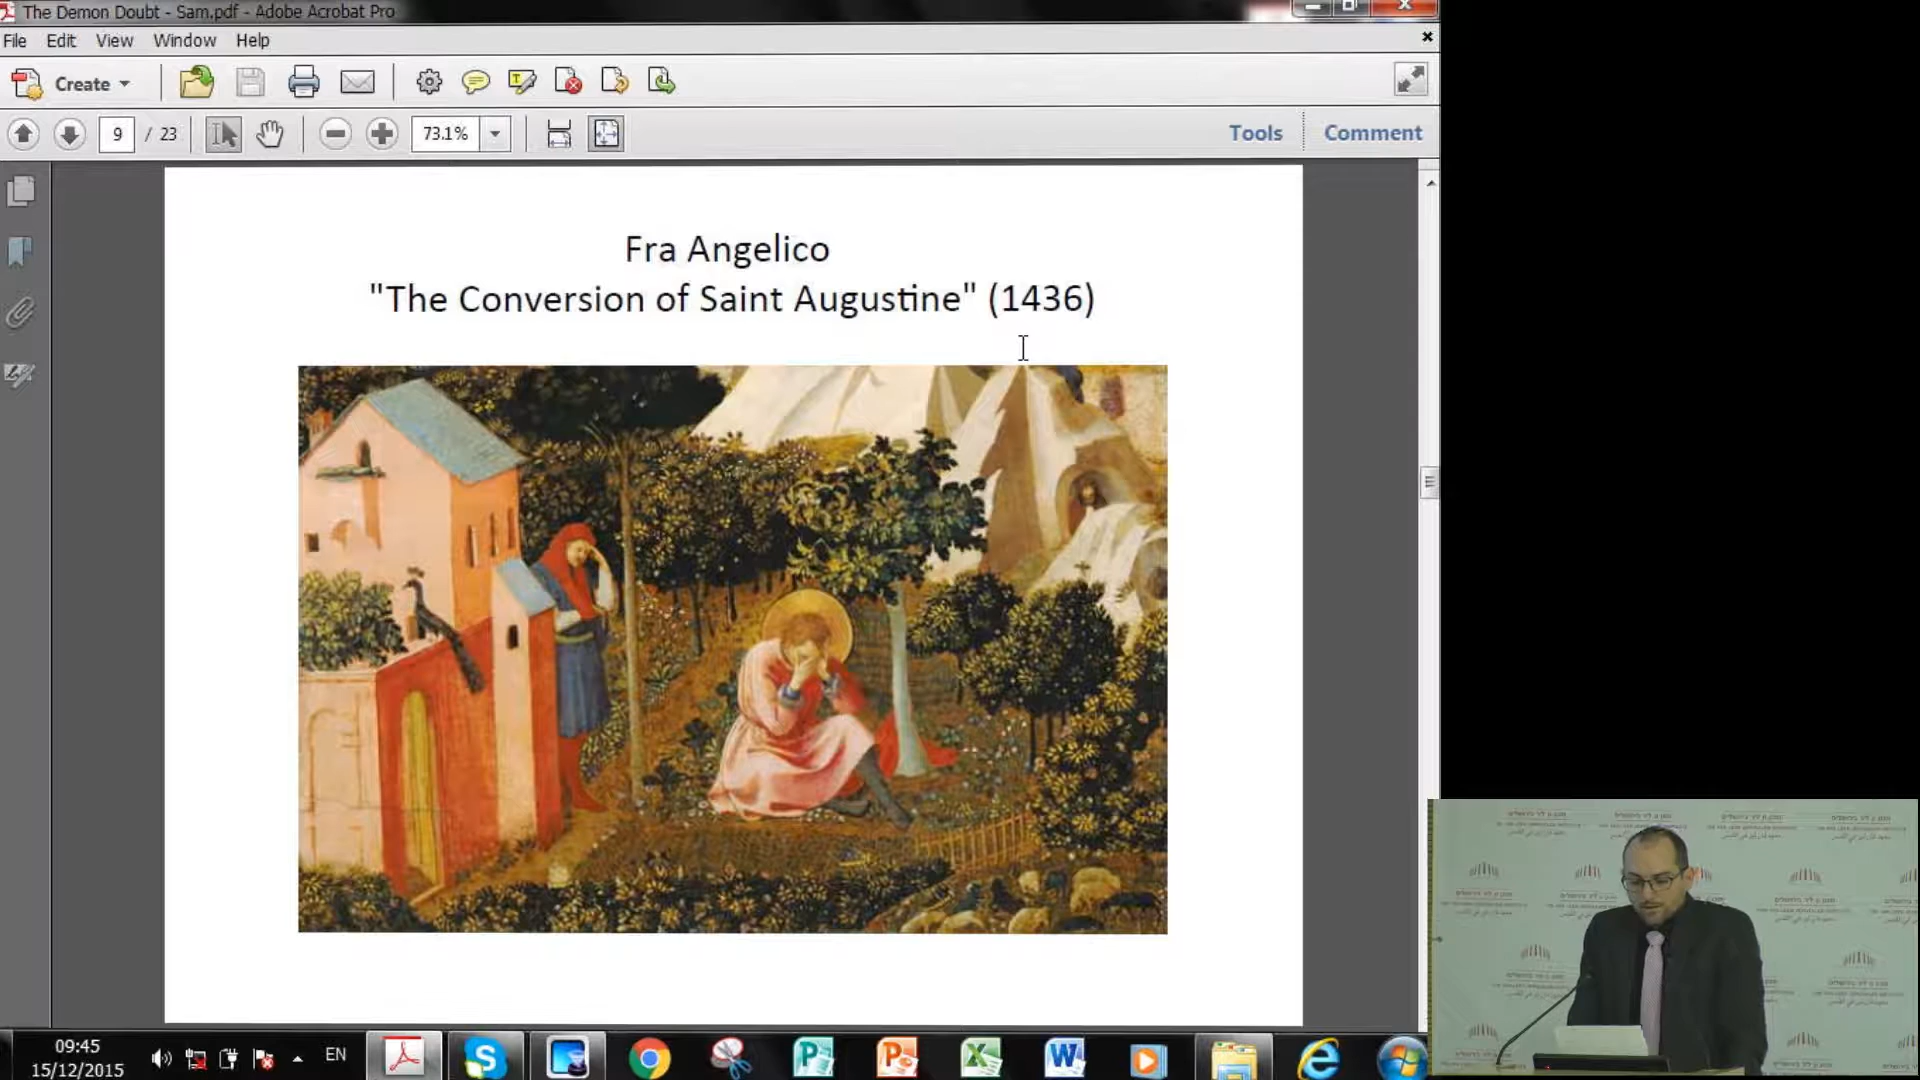 The Demon Doubt - Sam.pdf - Adobe Acrobat Pro
File Edit View Window Help
Create
9 / 23
73.1%
Tools Comment
Fra Angelico
"The Conversion of Saint Augustine" (1436)
09:45
15/12/2015
EN